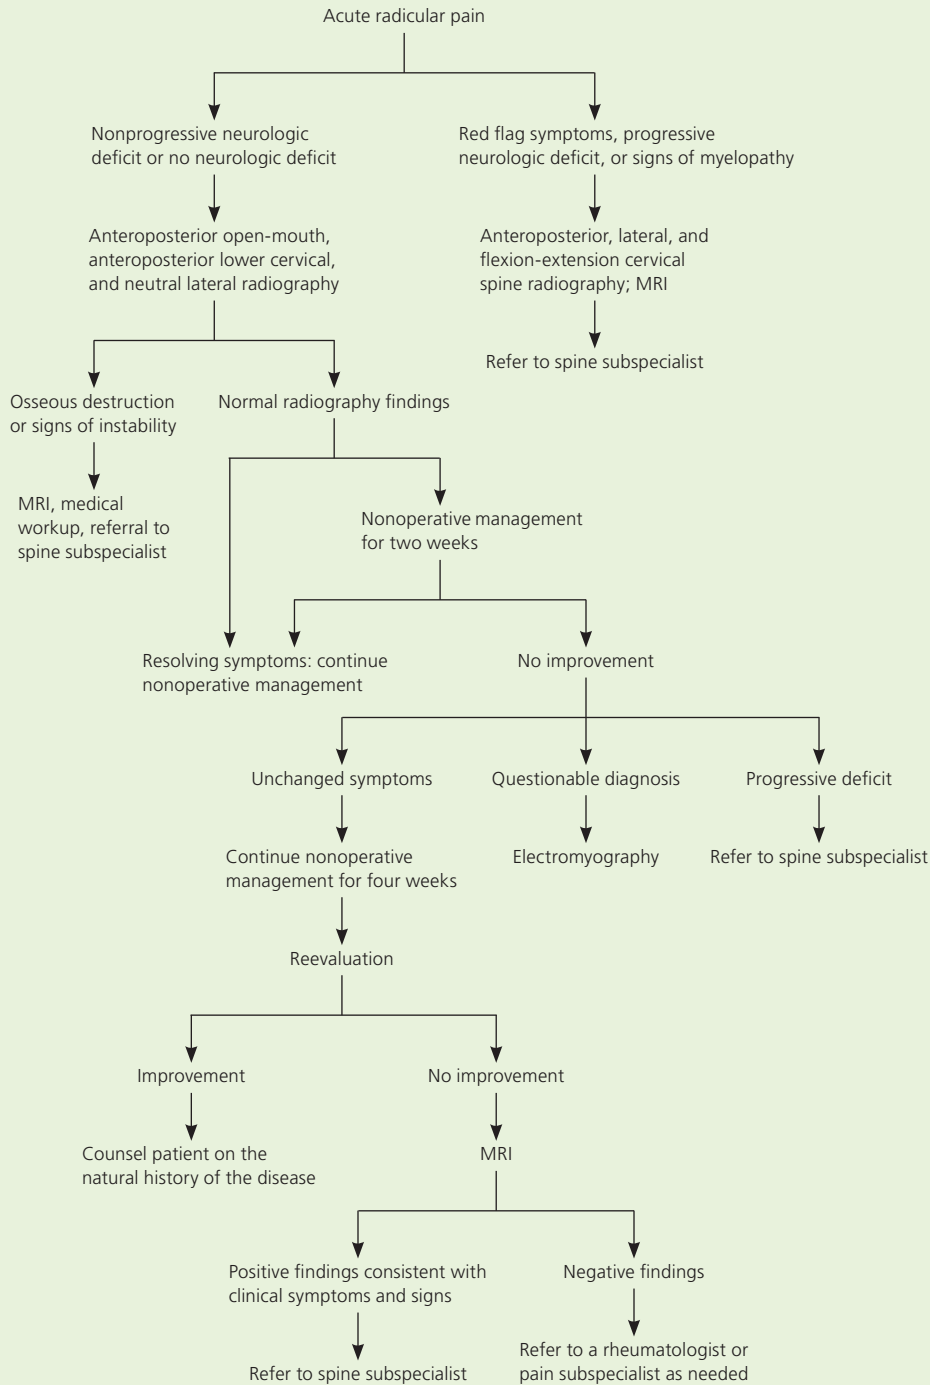 Acute radicular pain
Nonprogressive neurologic
deficit or no neurologic deficit
Red flag symptoms, progressive
neurologic deficit, or signs of myelopathy
Anteroposterior open-mouth,
anteroposterior lower cervical,
and neutral lateral radiography
Anteroposterior, lateral, and
flexion-extension cervical
spine radiography; MRI
Refer to spine subspecialist
Osseous destruction
or signs of instability
Normal radiography findings
MRI, medical
workup, referral to
spine subspecialist
Nonoperative management
for two weeks
Resolving symptoms: continue
nonoperative management
No improvement
Unchanged symptoms
Questionable diagnosis
Progressive deficit
Continue nonoperative
management for four weeks
Electromyography
Refer to spine subspecialist
Reevaluation
Improvement
No improvement
Counsel patient on the
natural history of the disease
MRI
Positive findings consistent with
clinical symptoms and signs
Negative findings
Refer to spine subspecialist
Refer to a rheumatologist or
pain subspecialist as needed